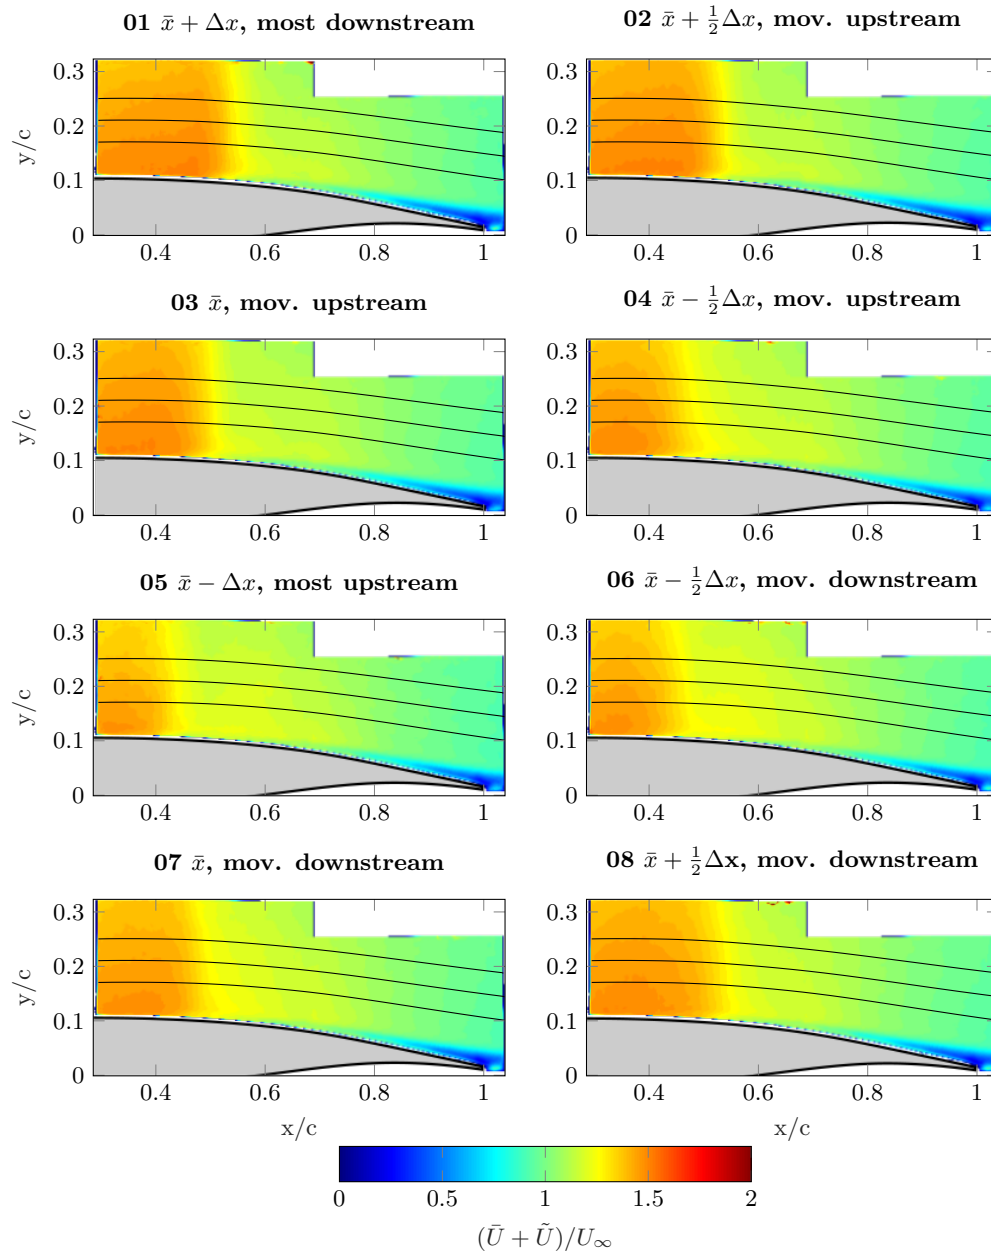 01 x̄ + Δx, most downstream
02 x̄ + ½Δx, mov. upstream
0.3
0.2
0.1
0
y/c
0.4 0.6 0.8 1
0.3
0.2
0.1
0
0.4 0.6 0.8 1
03 x̄, mov. upstream
04 x̄ − ½Δx, mov. upstream
0.3
0.2
0.1
0
y/c
0.4 0.6 0.8 1
0.3
0.2
0.1
0
0.4 0.6 0.8 1
05 x̄ − Δx, most upstream
06 x̄ − ½Δx, mov. downstream
0.3
0.2
0.1
0
y/c
0.4 0.6 0.8 1
0.3
0.2
0.1
0
0.4 0.6 0.8 1
07 x̄, mov. downstream
08 x̄ + ½Δx, mov. downstream
0.3
0.2
0.1
0
y/c
0.4 0.6 0.8 1
x/c
0.3
0.2
0.1
0
0.4 0.6 0.8 1
x/c
0 0.5 1 1.5 2
(Ū + Ũ)/U∞